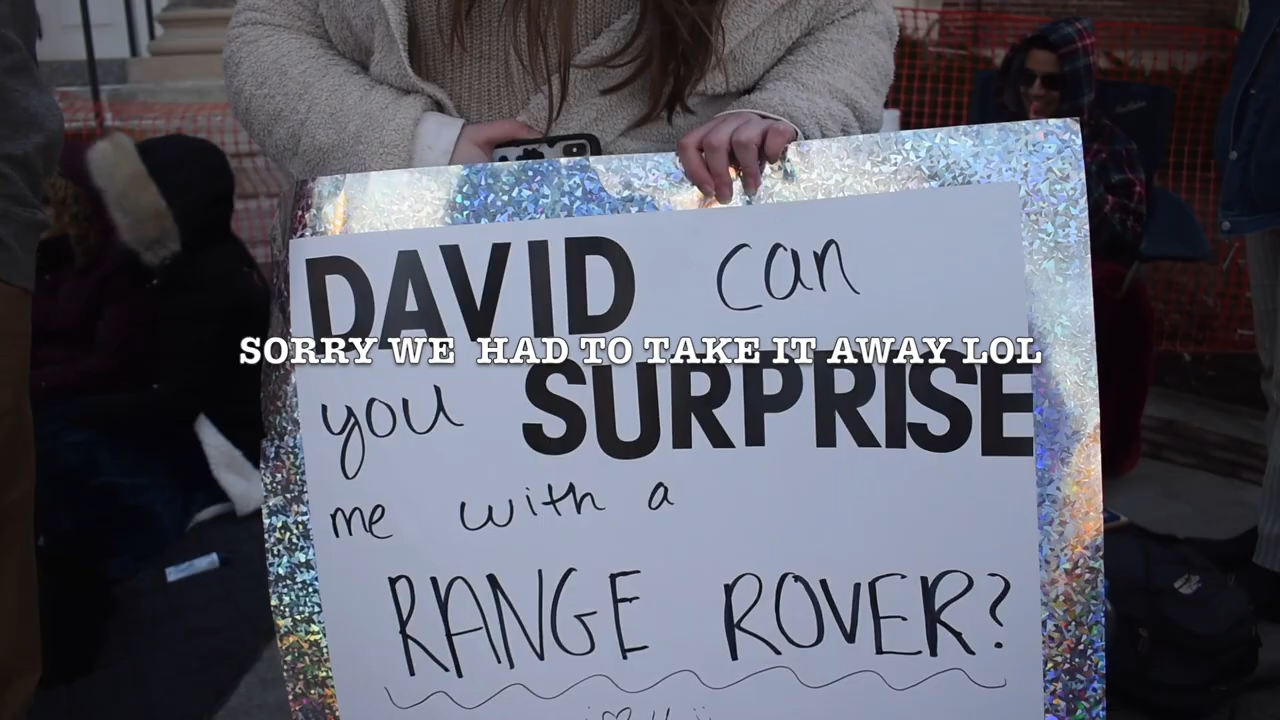 DAVID can
SORRY WE HAD TO TAKE IT AWAY LOL
you SURPRISE
me with a
RANGE ROVER?